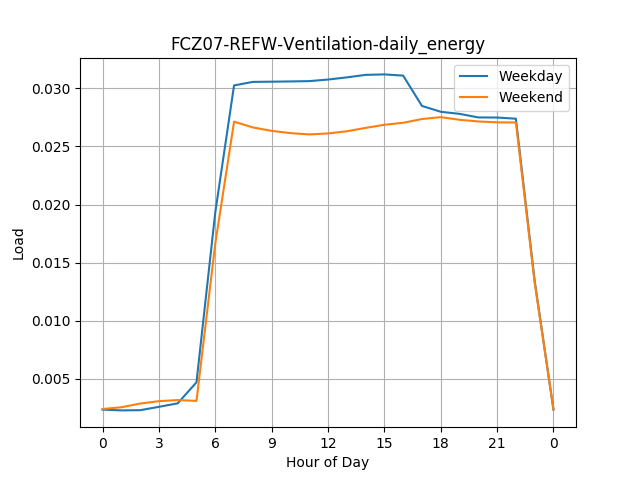 FCZ07-REFW-Ventilation-daily_energy
Weekday
Weekend
0.030
0.025
0.020
0.015
0.010
0.005
Load
0 3 6 9 12 15 18 21 0
Hour of Day